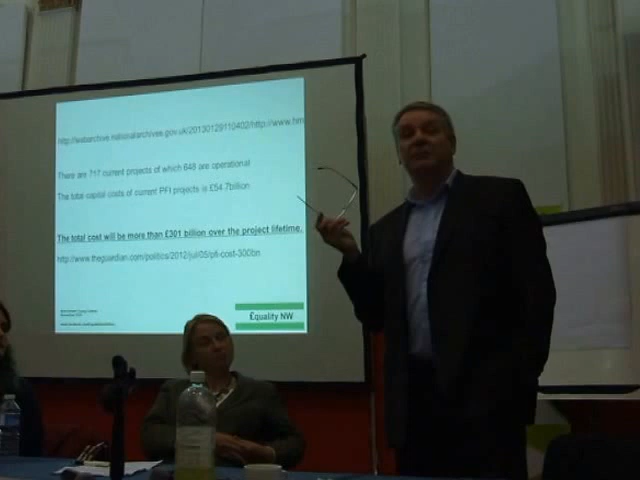 http://webarchive.nationalarchives.gov.uk/20130129110402/http://www.hm
There are 717 current projects of which 648 are operational
The total capital costs of current PFI projects is £54.7billion
The total cost will be more than £301 billion over the project lifetime.
http://www.theguardian.com/politics/2012/jul/05/pfi-cost-300bn
£quality NW